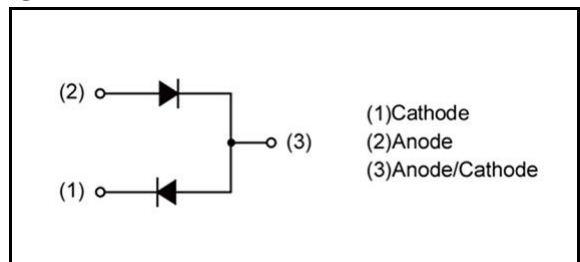 (2)
(3)
(1)
(1)Cathode
(2)Anode
(3)Anode/Cathode